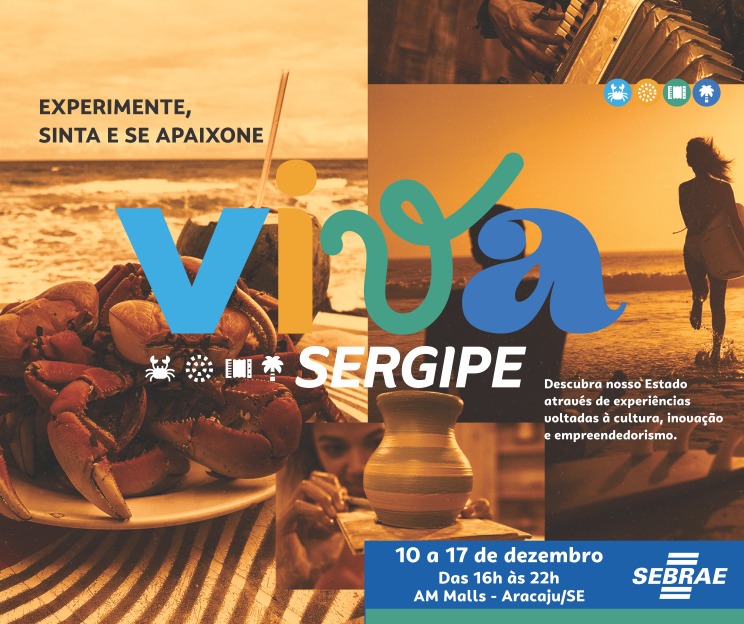 EXPERIMENTE,
SINTA E SE APAIXONE
viva
SERGIPE
Descubra nosso Estado
através de experiências
voltadas à cultura, inovação
e empreendedorismo.
10 a 17 de dezembro
Das 16h às 22h
AM Malls - Aracaju/SE
SEBRAE